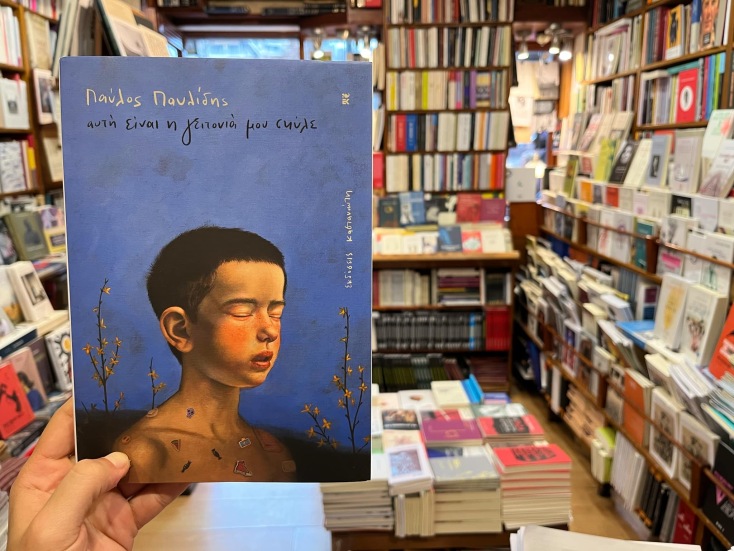 Παύλος Παυλίδης
αυτή είναι η γειτονιά μου σκύλε
Εκδόσεις Καστανιώτη